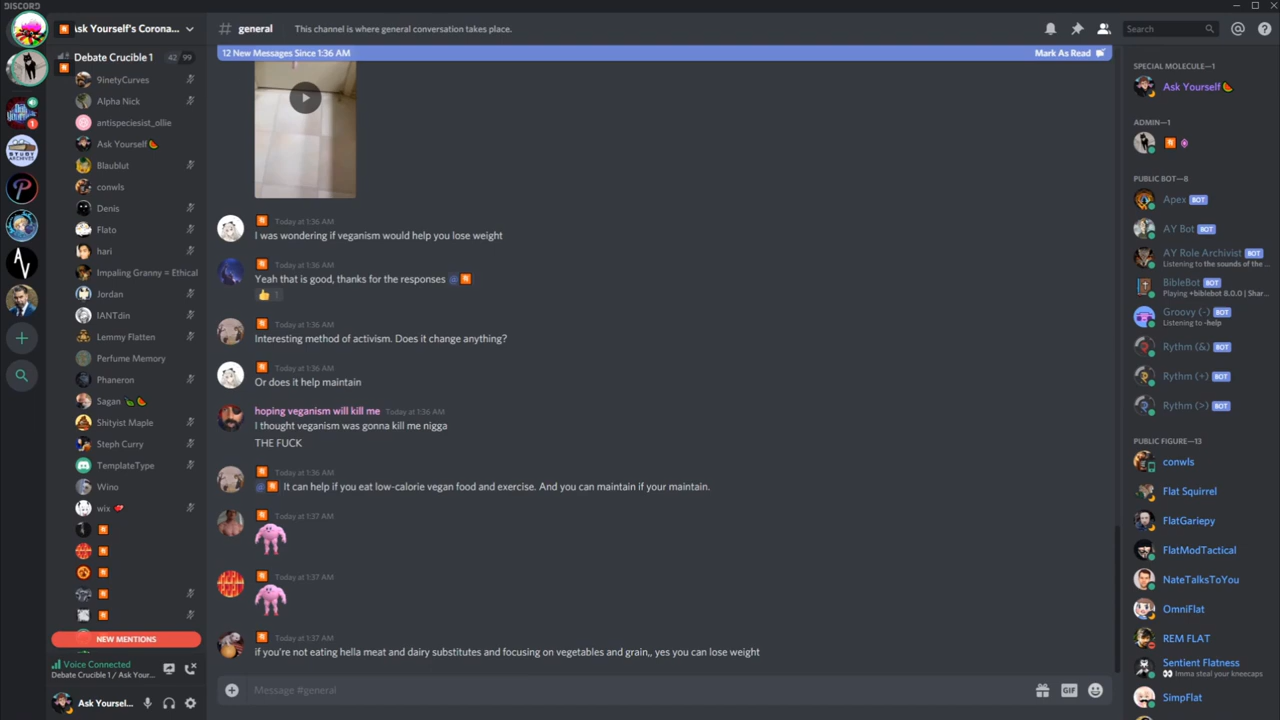 DISCORD
Ask Yourself's Corona...
Debate Crucible 1 42 99
9inetyCurves
Alpha Nick
antispeciesist_ollie
Ask Yourself
Blaublut
conwls
Denis
Flato
hari
Impaling Granny = Ethical
Jordan
IANTdin
Lemmy Flatten
Perfume Memory
Phaneron
Sagan
Shityist Maple
Steph Curry
TemplateType
Wino
wix
NEW MENTIONS
Voice Connected
Debate Crucible 1 / Ask Your...
Ask Yoursel...
# general This channel is where general conversation takes place.
Search
12 New Messages Since 1:36 AM Mark As Read
Today at 1:36 AM
I was wondering if veganism would help you lose weight
Today at 1:36 AM
Yeah that is good, thanks for the responses
1
Today at 1:36 AM
Interesting method of activism. Does it change anything?
Today at 1:36 AM
Or does it help maintain
hoping veganism will kill me Today at 1:36 AM
I thought veganism was gonna kill me nigga
THE FUCK
Today at 1:36 AM
It can help if you eat low-calorie vegan food and exercise. And you can maintain if your maintain.
Today at 1:37 AM
Today at 1:37 AM
Today at 1:37 AM
if you're not eating hella meat and dairy substitutes and focusing on vegetables and grain,, yes you can lose weight
Message #general
GIF
SPECIAL MOLECULE—1
Ask Yourself
ADMIN—1
PUBLIC BOT—8
Apex BOT
AY Bot BOT
AY Role Archivist BOT
Listening to the sounds of the ...
BibleBot BOT
Playing +biblebot 8.0.0 | Shar...
Groovy (-) BOT
Listening to -help
Rythm (&) BOT
Rythm (+) BOT
Rythm (>) BOT
PUBLIC FIGURE—13
conwls
Flat Squirrel
FlatGariepy
FlatModTactical
NateTalksToYou
OmniFlat
REM FLAT
Sentient Flatness
Imma steal your kneecaps
SimpFlat